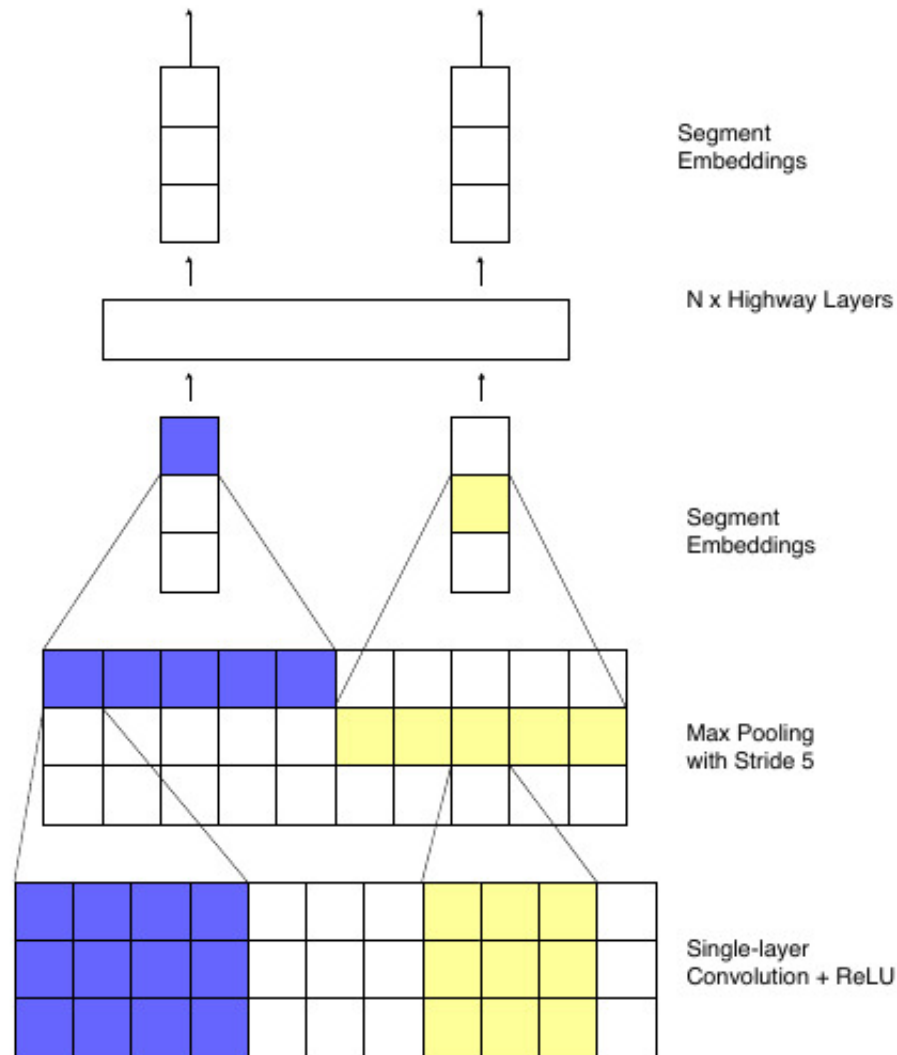 Segment
Embeddings
N x Highway Layers
Segment
Embeddings
Max Pooling
with Stride 5
Single-layer
Convolution + ReLU